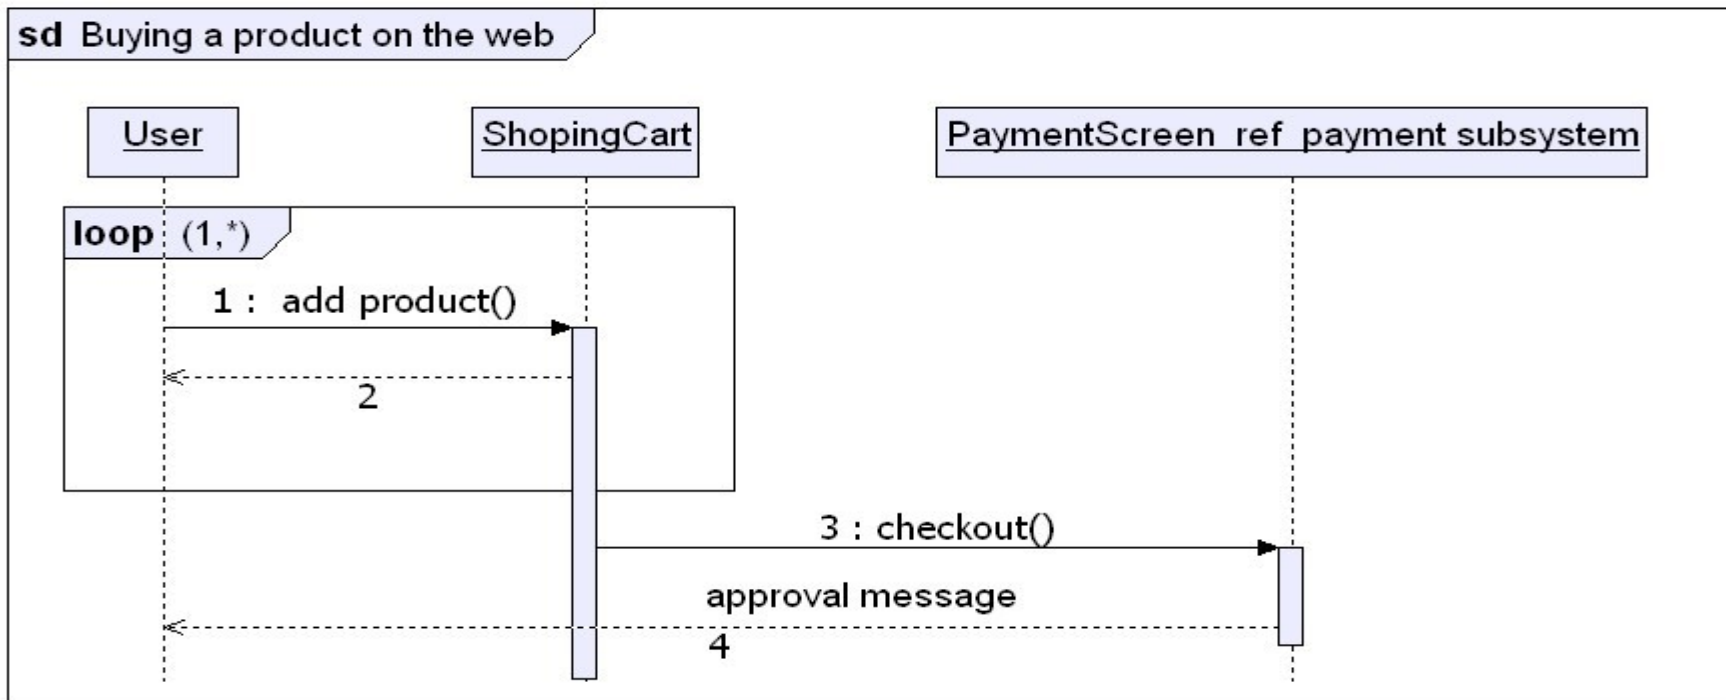 sd Buying a product on the web
User
ShopingCart
PaymentScreen ref payment subsystem
loop (1,*)
1 : add product()
2
3 : checkout()
approval message
4